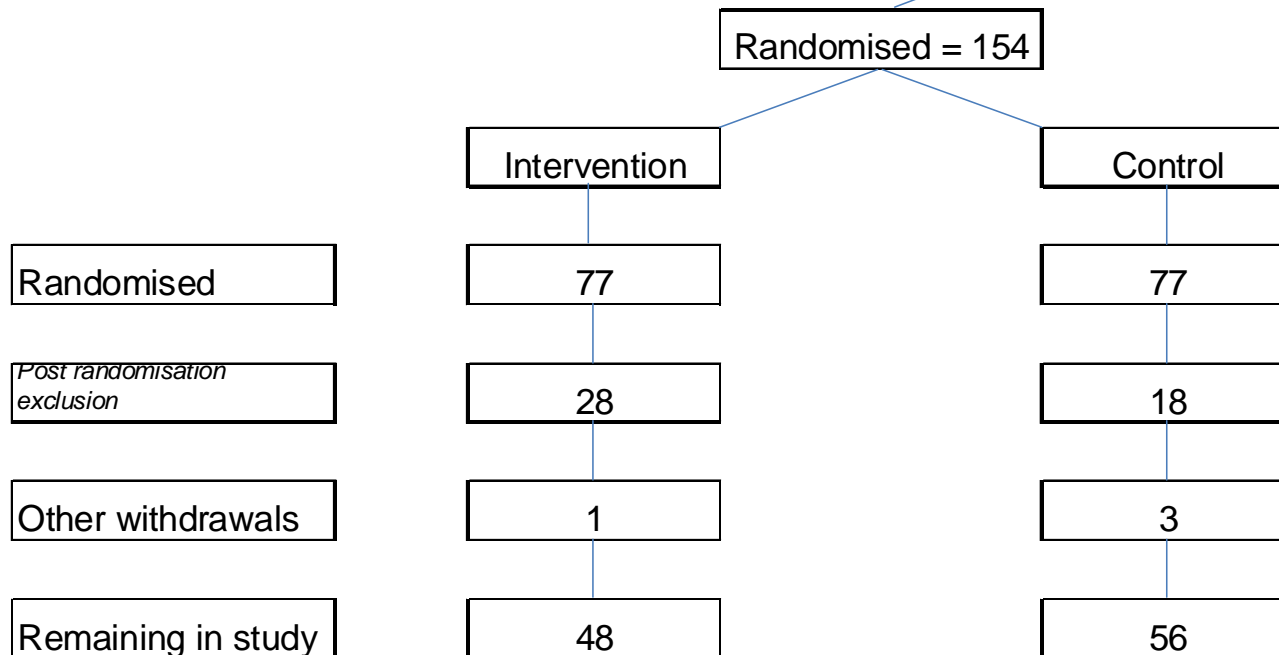 Randomised = 154
Intervention
Control
Randomised
77
77
Post randomisation
exclusion
28
18
Other withdrawals
1
3
Remaining in study
48
56